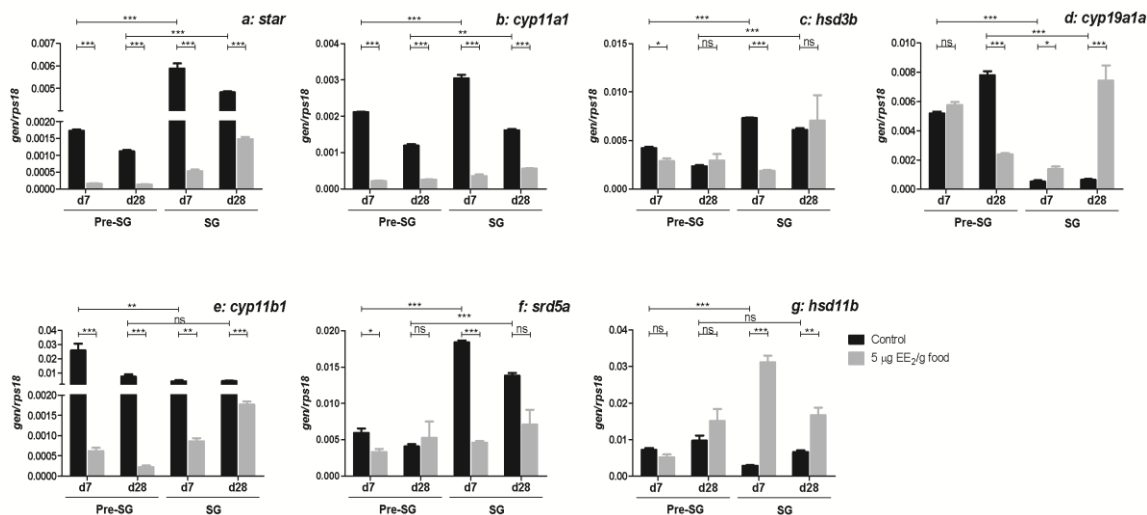 a: star
***
***
***
***
***
***
gen/rps18
0.007
0.006
0.005
0.0020
0.0015
0.0010
0.0005
0.0000
d7
d28
d7
d28
Pre-SG
SG
b: cyp11a1
***
**
***
***
***
***
gen/rps18
0.004
0.003
0.002
0.001
0.000
d7
d28
d7
d28
Pre-SG
SG
c: hsd3b
***
***
*
ns
***
ns
gen/rps18
0.015
0.010
0.005
0.000
d7
d28
d7
d28
Pre-SG
SG
d: cyp19a1a
***
***
ns
***
*
***
gen/rps18
0.010
0.008
0.006
0.004
0.002
0.000
d7
d28
d7
d28
Pre-SG
SG
e: cyp11b1
**
ns
***
***
**
***
gen/rps18
0.04
0.03
0.02
0.01
0.0020
0.0015
0.0010
0.0005
0.0000
d7
d28
d7
d28
Pre-SG
SG
f: srd5a
***
***
*
ns
***
ns
gen/rps18
0.020
0.015
0.010
0.005
0.000
d7
d28
d7
d28
Pre-SG
SG
g: hsd11b
***
ns
ns
ns
***
**
gen/rps18
0.04
0.03
0.02
0.01
0.00
d7
d28
d7
d28
Pre-SG
SG
Control
5 µg EE₂/g food